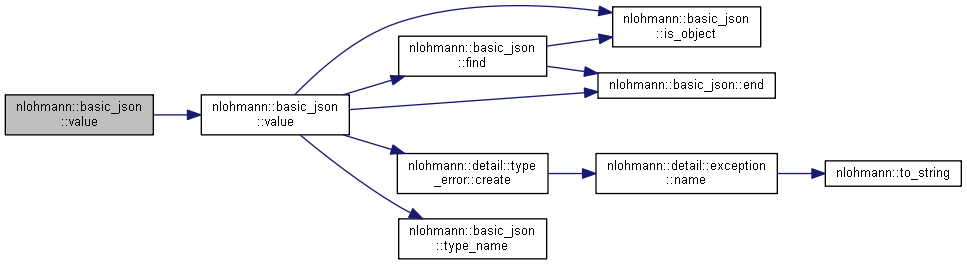 nlohmann::basic_json
::value
nlohmann::basic_json
::value
nlohmann::basic_json
::find
nlohmann::basic_json
::is_object
nlohmann::basic_json::end
nlohmann::detail::type
_error::create
nlohmann::detail::exception
::name
nlohmann::to_string
nlohmann::basic_json
::type_name